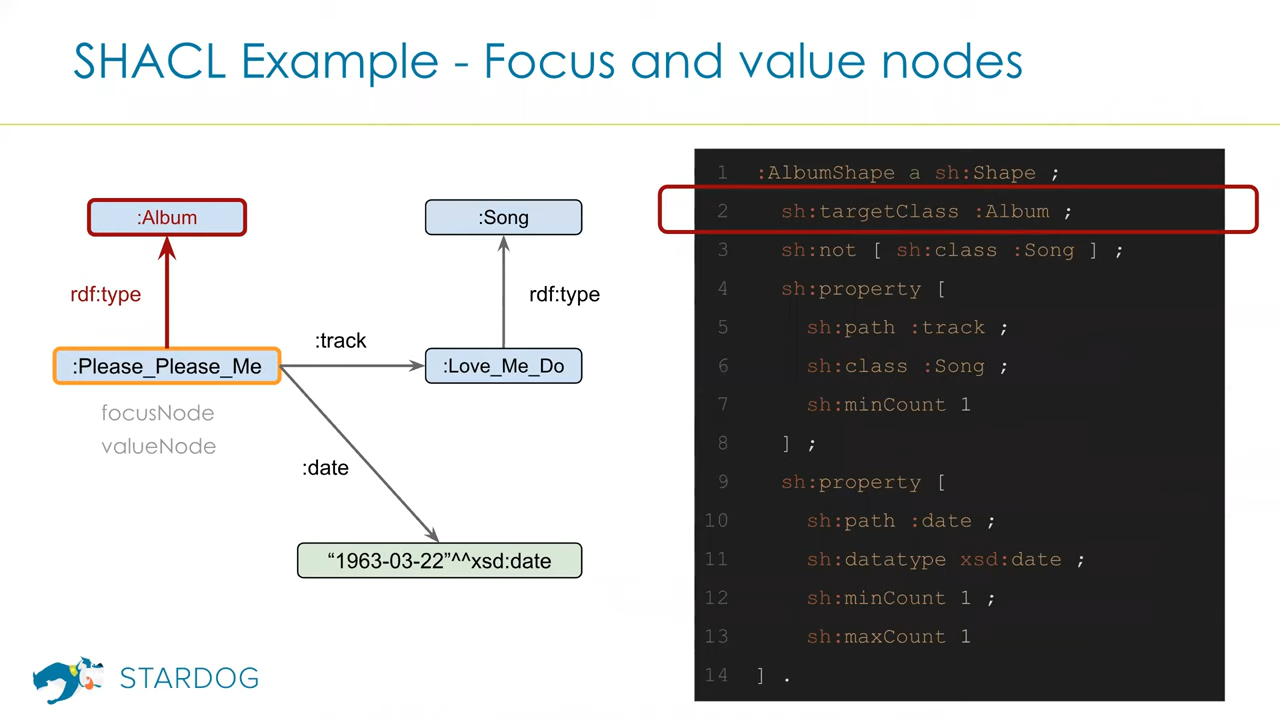 SHACL Example - Focus and value nodes
:Album
:Song
rdf:type
rdf:type
:track
:Please_Please_Me
:Love_Me_Do
focusNode
valueNode
:date
“1963-03-22”^^xsd:date
1 :AlbumShape a sh:Shape ;
2 sh:targetClass :Album ;
3 sh:not [ sh:class :Song ] ;
4 sh:property [
5 sh:path :track ;
6 sh:class :Song ;
7 sh:minCount 1
8 ] ;
9 sh:property [
10 sh:path :date ;
11 sh:datatype xsd:date ;
12 sh:minCount 1 ;
13 sh:maxCount 1
14 ] .
STARDOG